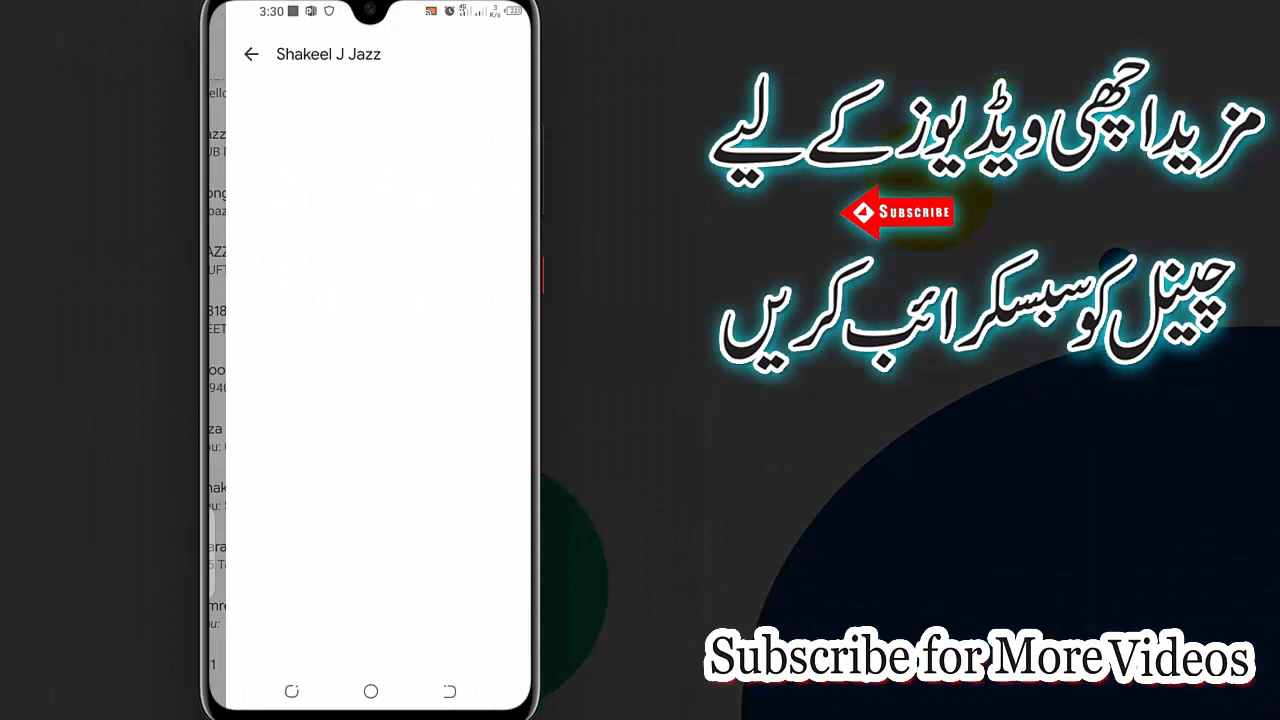 3:30
Shakeel J Jazz
مزید اچھی ویڈیوز کے لیے
SUBSCRIBE
چینل کو سبسکرائب کریں
Subscribe for More Videos